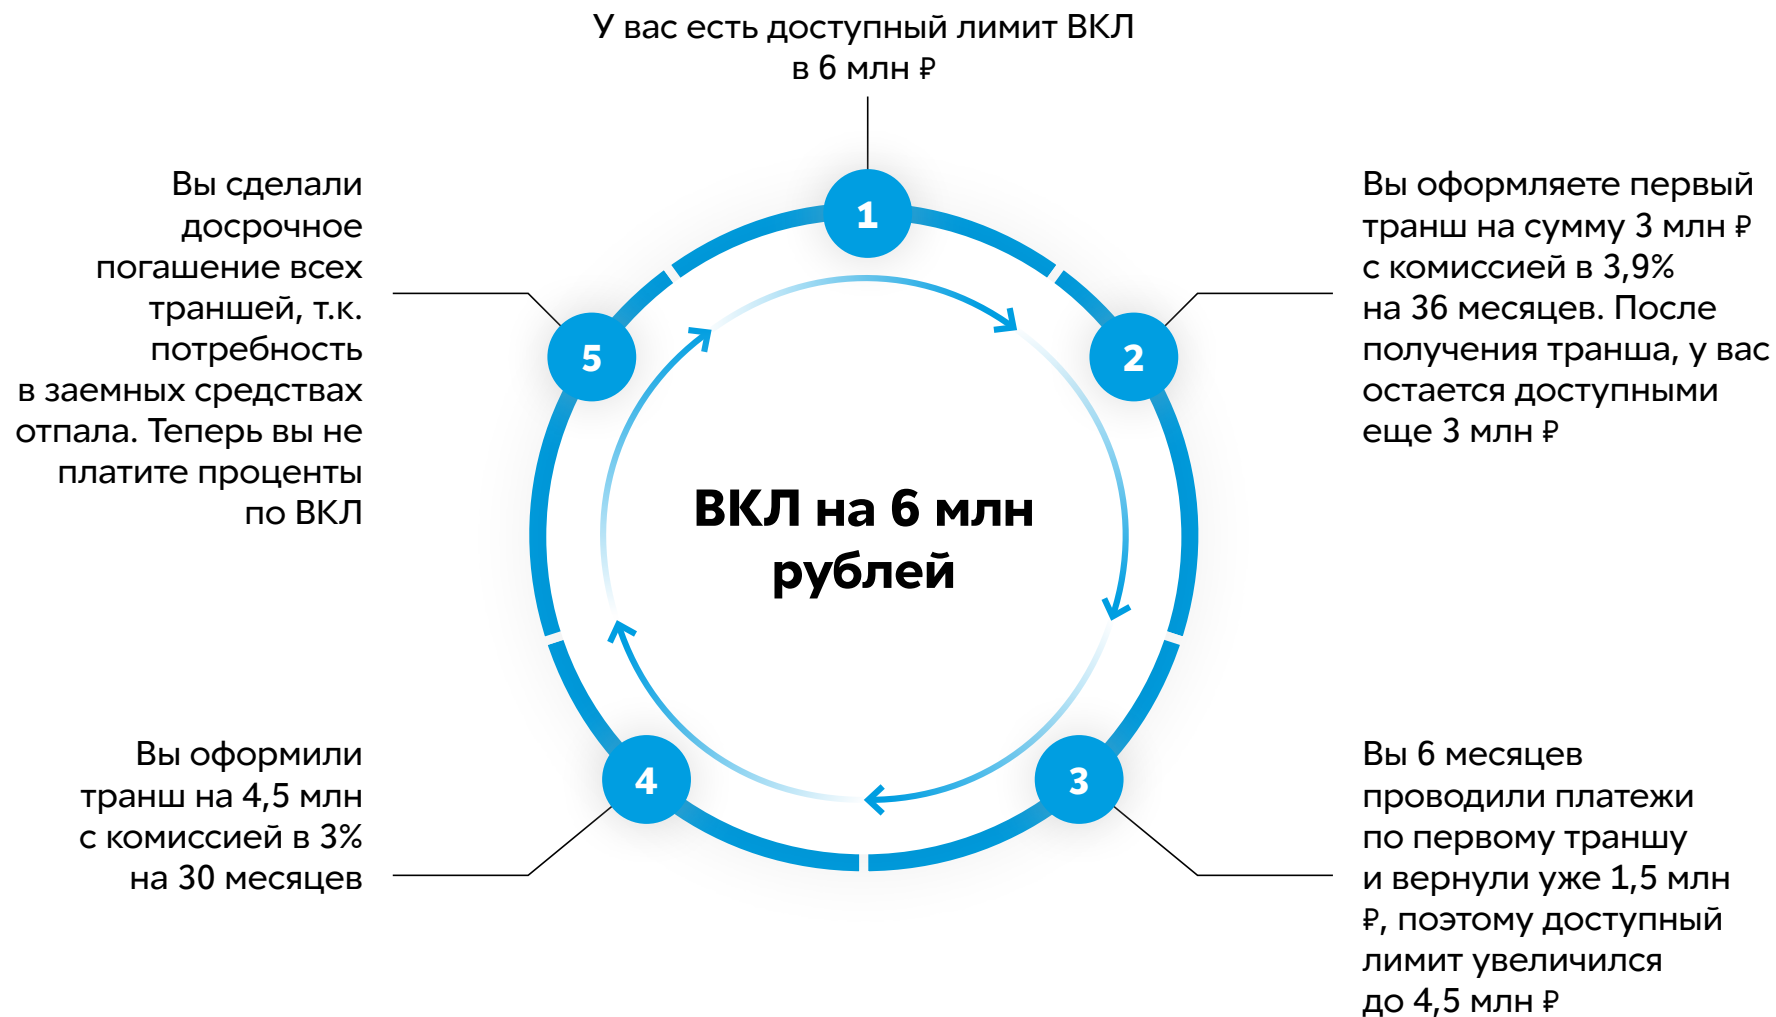 У вас есть доступный лимит ВКЛ
в 6 млн ₽
1
Вы оформляете первый
транш на сумму 3 млн ₽
с комиссией в 3,9%
на 36 месяцев. После
получения транша, у вас
остается доступными
еще 3 млн ₽
2
Вы 6 месяцев
проводили платежи
по первому траншу
и вернули уже 1,5 млн
₽, поэтому доступный
лимит увеличился
до 4,5 млн ₽
3
Вы оформили
транш на 4,5 млн
с комиссией в 3%
на 30 месяцев
4
Вы сделали
досрочное
погашение всех
траншей, т.к.
потребность
в заемных средствах
отпала. Теперь вы не
платите проценты
по ВКЛ
5
ВКЛ на 6 млн
рублей